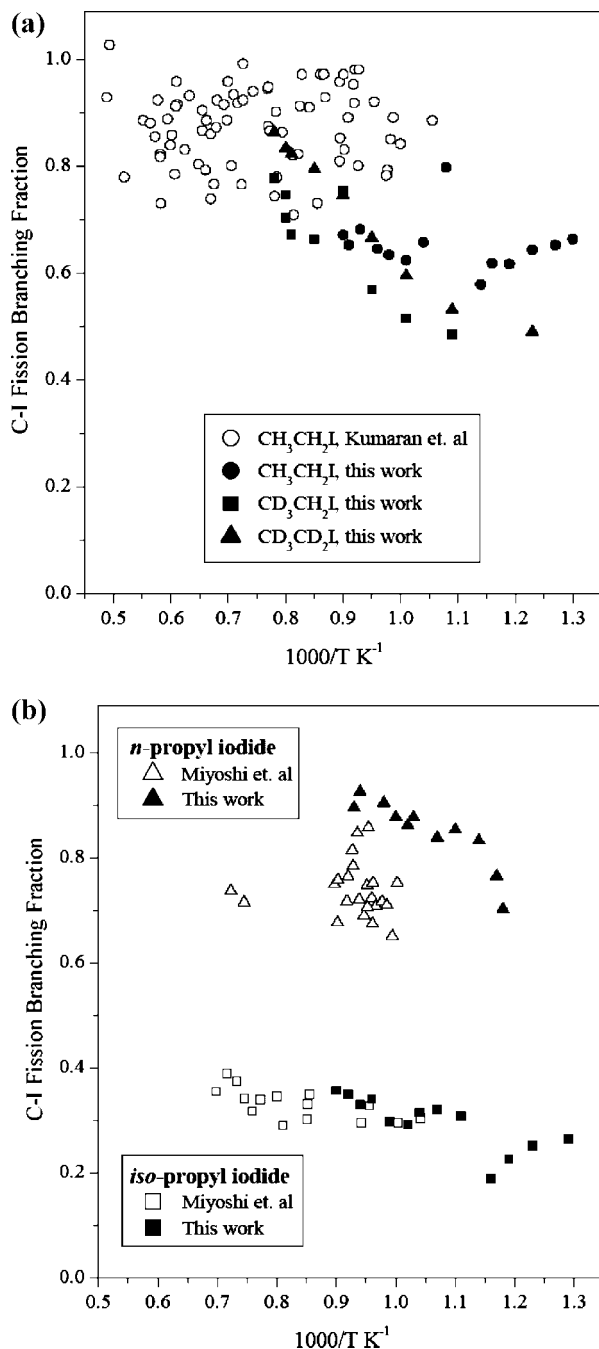 (a)
1.0
0.8
0.6
0.4
0.2
0.0
C-I Fission Branching Fraction
CH₃CH₂I, Kumaran et. al
CH₃CH₂I, this work
CD₃CH₂I, this work
CD₃CD₂I, this work
0.5 0.6 0.7 0.8 0.9 1.0 1.1 1.2 1.3
1000/T K⁻¹
(b)
1.0
0.8
0.6
0.4
0.2
0.0
C-I Fission Branching Fraction
n-propyl iodide
Miyoshi et. al
This work
iso-propyl iodide
Miyoshi et. al
This work
0.5 0.6 0.7 0.8 0.9 1.0 1.1 1.2 1.3
1000/T K⁻¹